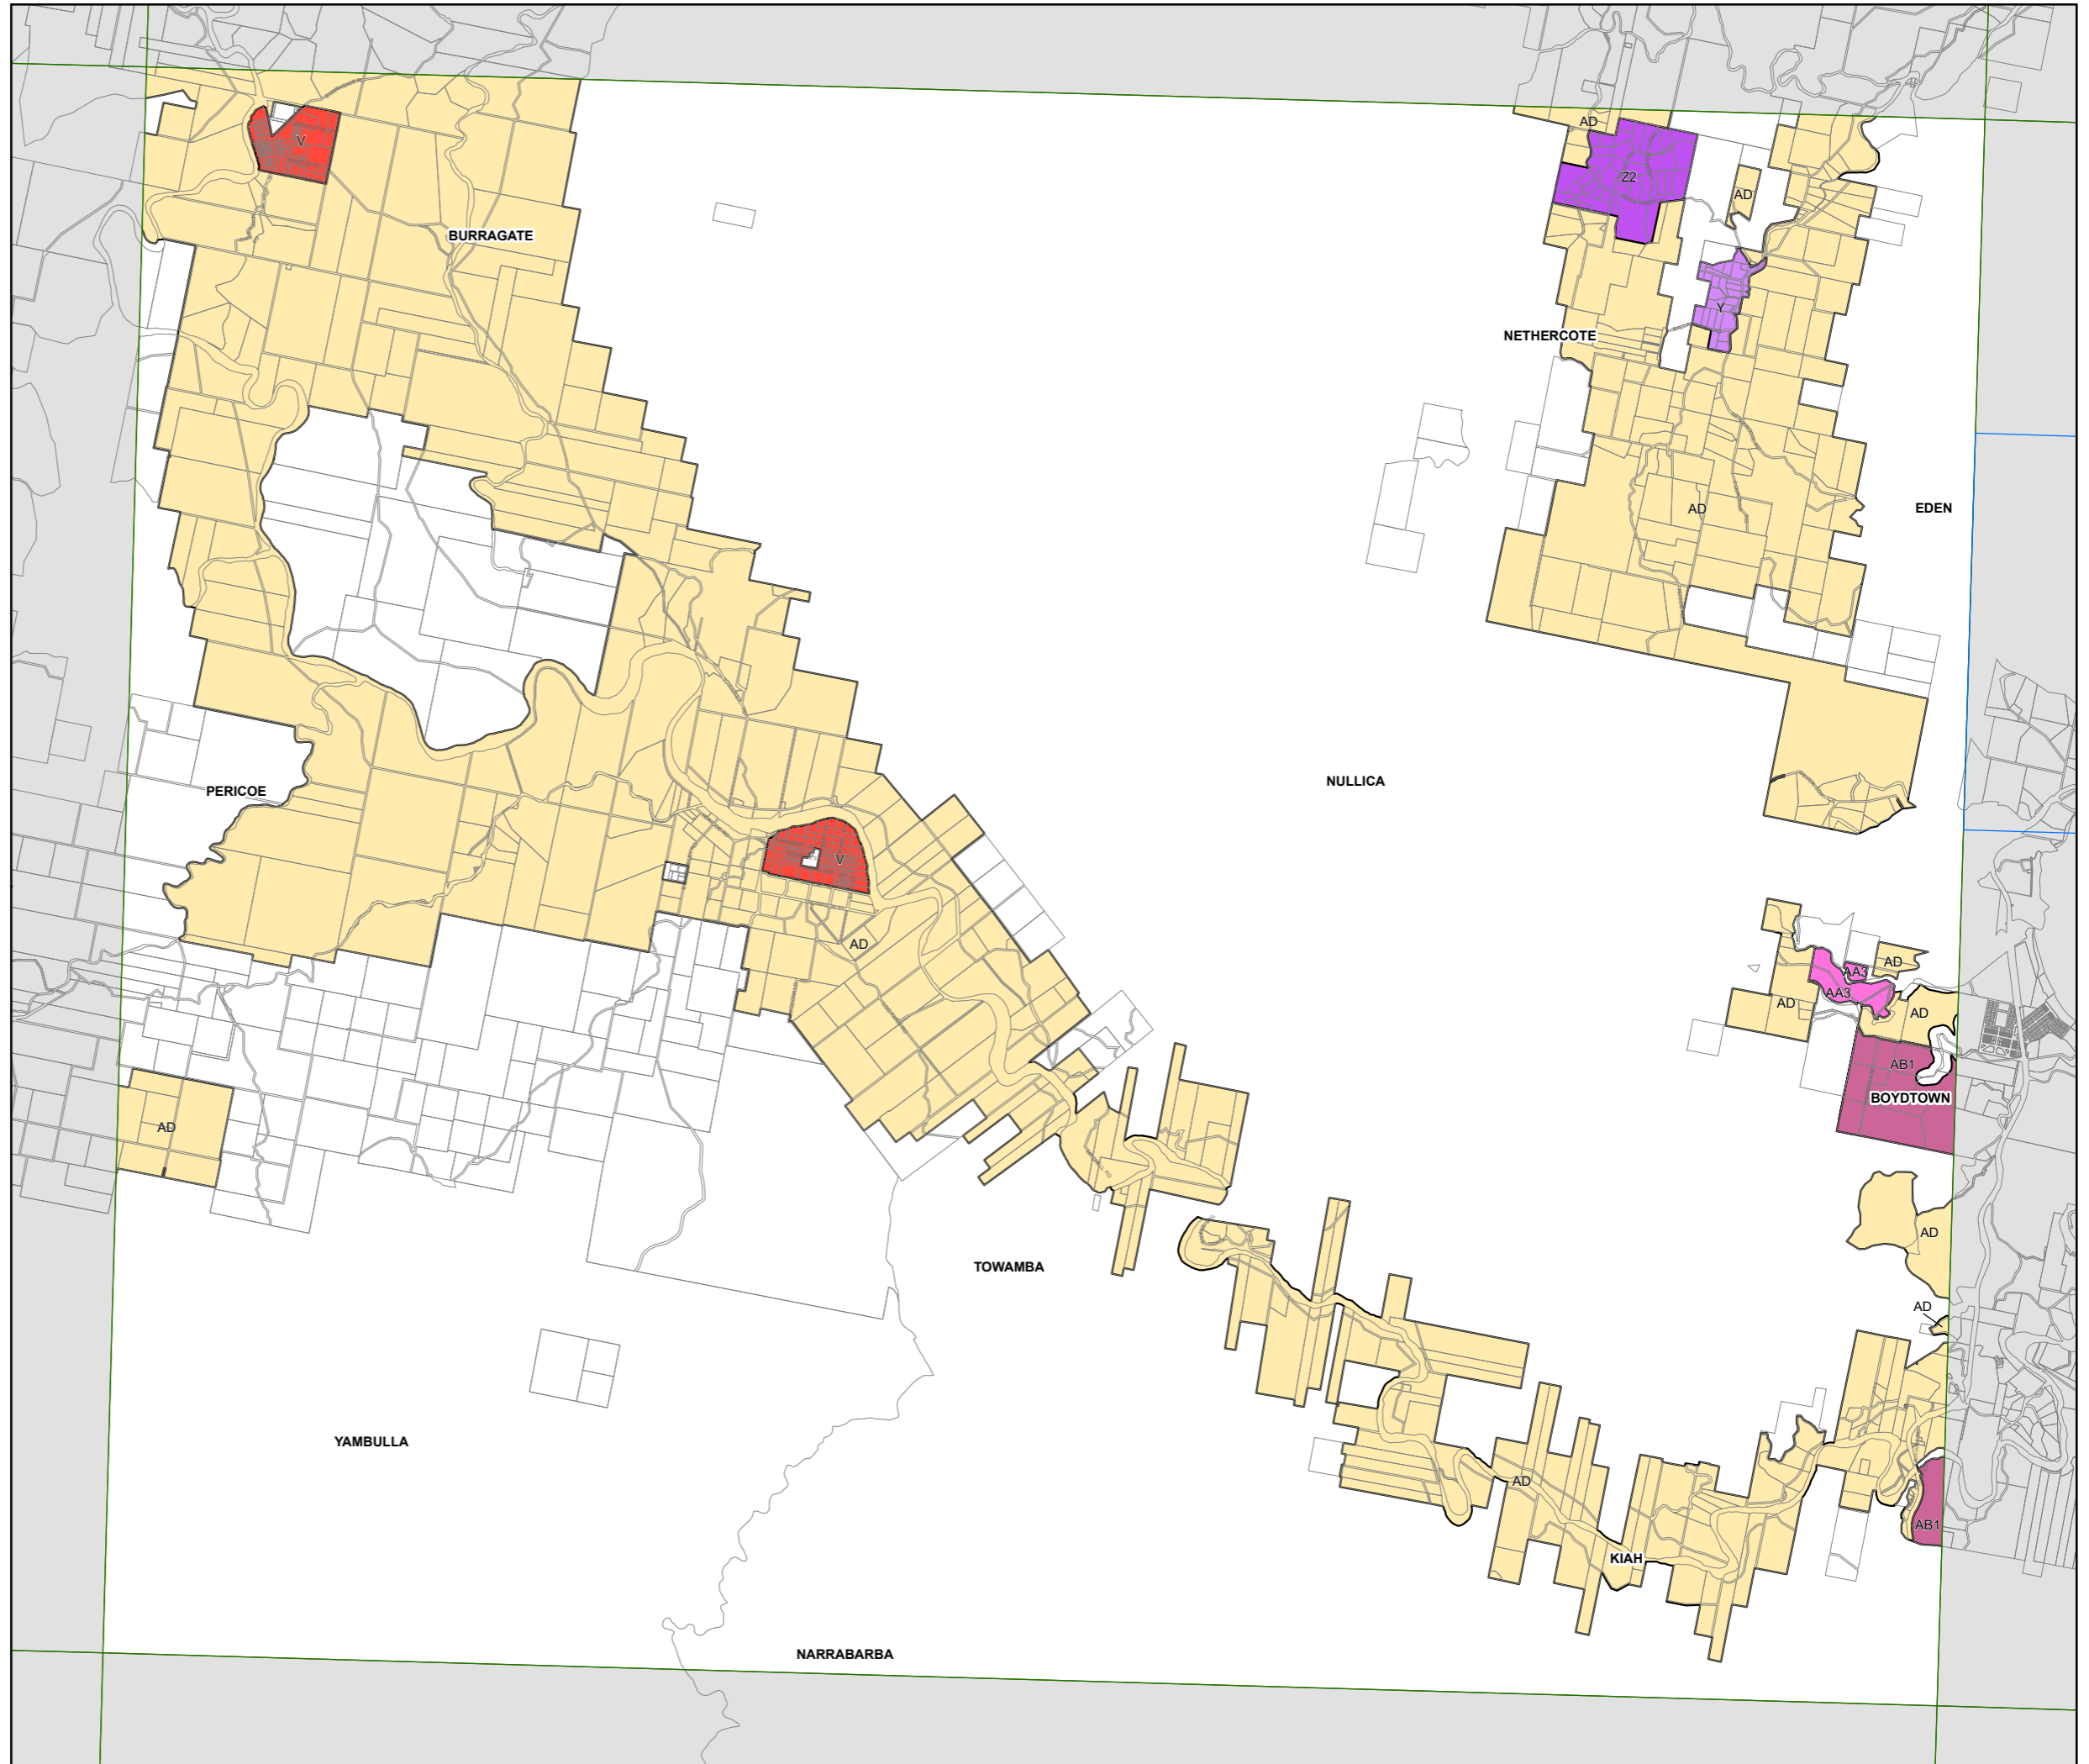 AD
V
Z2
AD
BURRAGATE
Y
NETHERCOTE
AD
EDEN
NULLICA
PERICOE
V
AD
AD
AA3
AA3
AD
AD
AB1
BOYDTOWN
AD
AD
TOWAMBA
AD
YAMBULLA
AD
AB1
KIAH
NARRABARBA